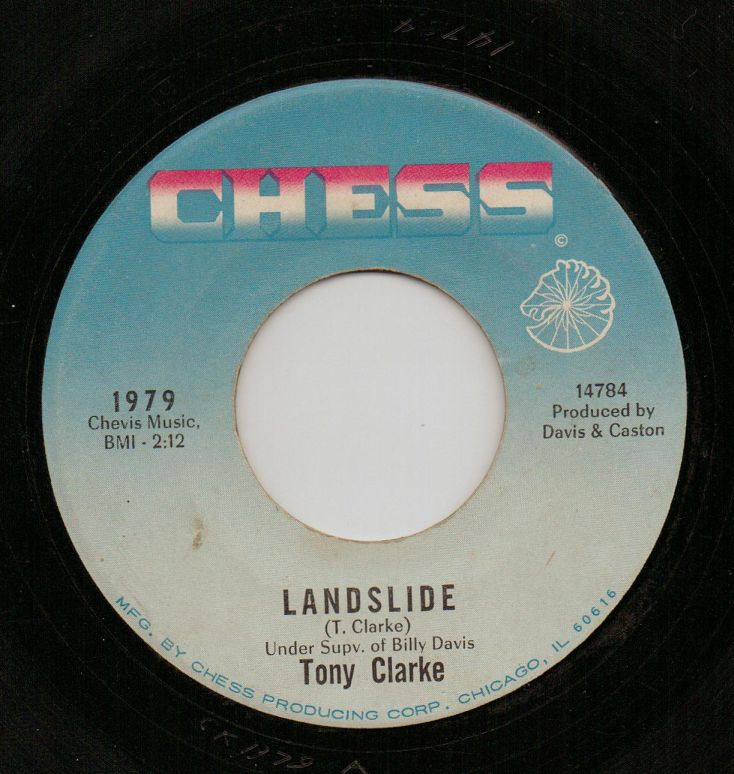 CHESS
©
1979
Chevis Music,
BMI - 2:12
14784
Produced by
Davis & Caston
LANDSLIDE
(T. Clarke)
Under Supv. of Billy Davis
Tony Clarke
MFG. BY CHESS PRODUCING CORP. CHICAGO, IL 60616
14784